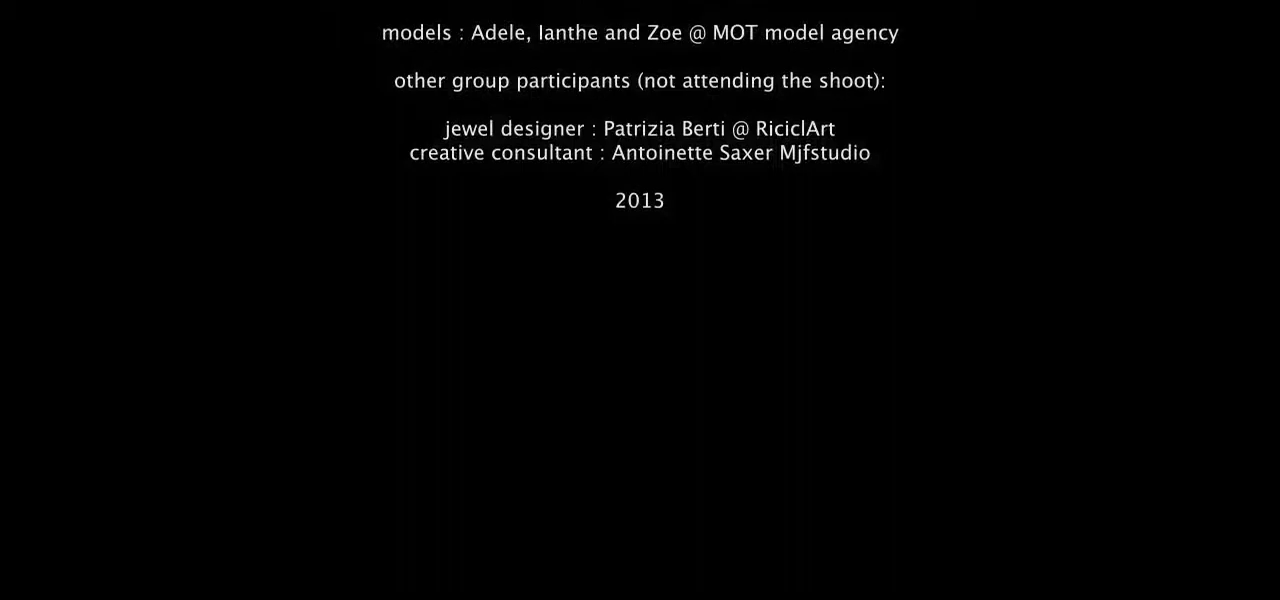 models : Adele, Ianthe and Zoe @ MOT model agency
other group participants (not attending the shoot):
jewel designer : Patrizia Berti @ RiciclArt
creative consultant : Antoinette Saxer Mjfstudio
2013